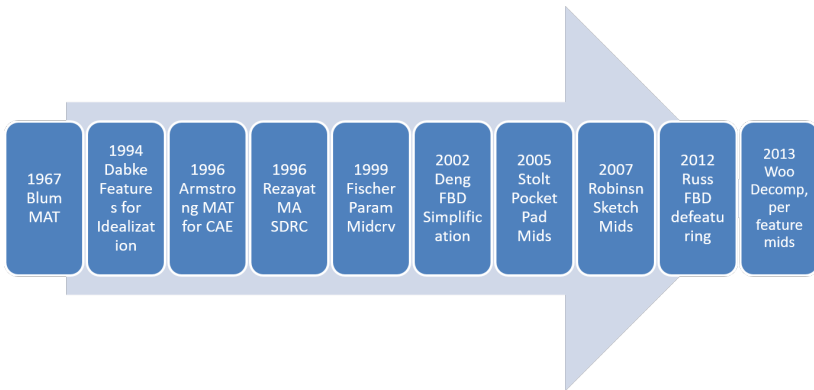 1967
Blum
MAT
1994
Dabke
Feature
s for
Idealizat
ion
1996
Armstro
ng MAT
for CAE
1996
Rezayat
MA
SDRC
1999
Fischer
Param
Midcrv
2002
Deng
FBD
Simplific
ation
2005
Stolt
Pocket
Pad
Mids
2007
Robinsn
Sketch
Mids
2012
Russ
FBD
defeatu
ring
2013
Woo
Decomp,
per
feature
mids